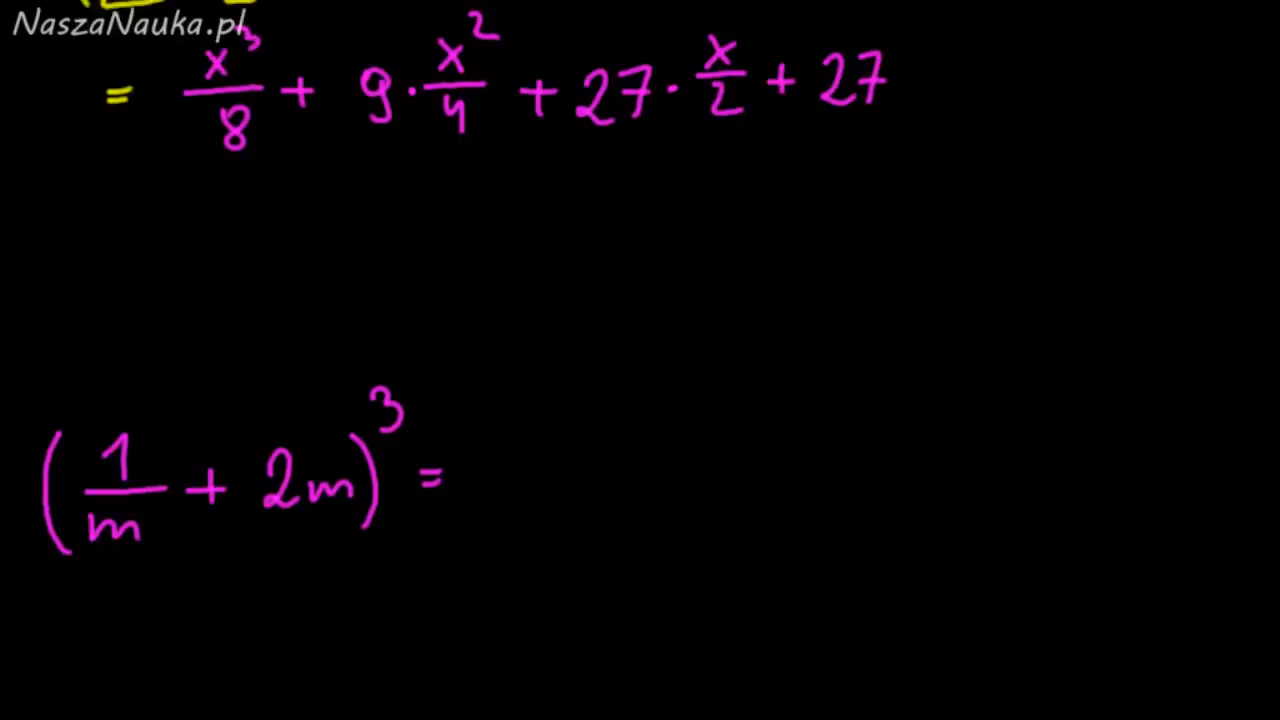 NaszaNauka.pl
= x³/8 + 9 · x²/4 + 27 · x/2 + 27
(1/m + 2m)³ =